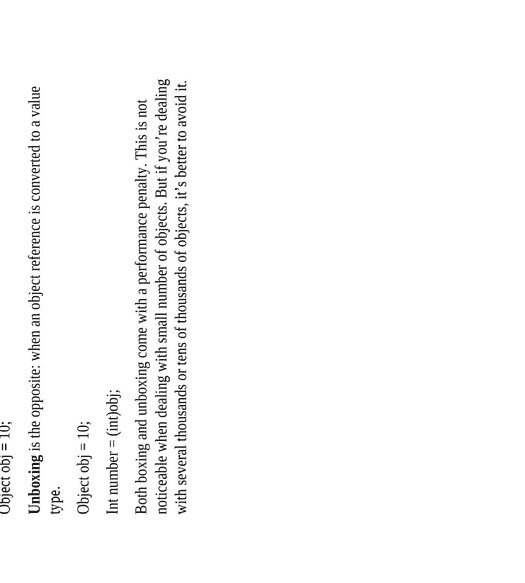 Object obj = 10;
Unboxing is the opposite: when an object reference is converted to a value
type.
Object obj = 10;
Int number = (int)obj;
Both boxing and unboxing come with a performance penalty. This is not
noticeable when dealing with small number of objects. But if you’re dealing
with several thousands or tens of thousands of objects, it’s better to avoid it.